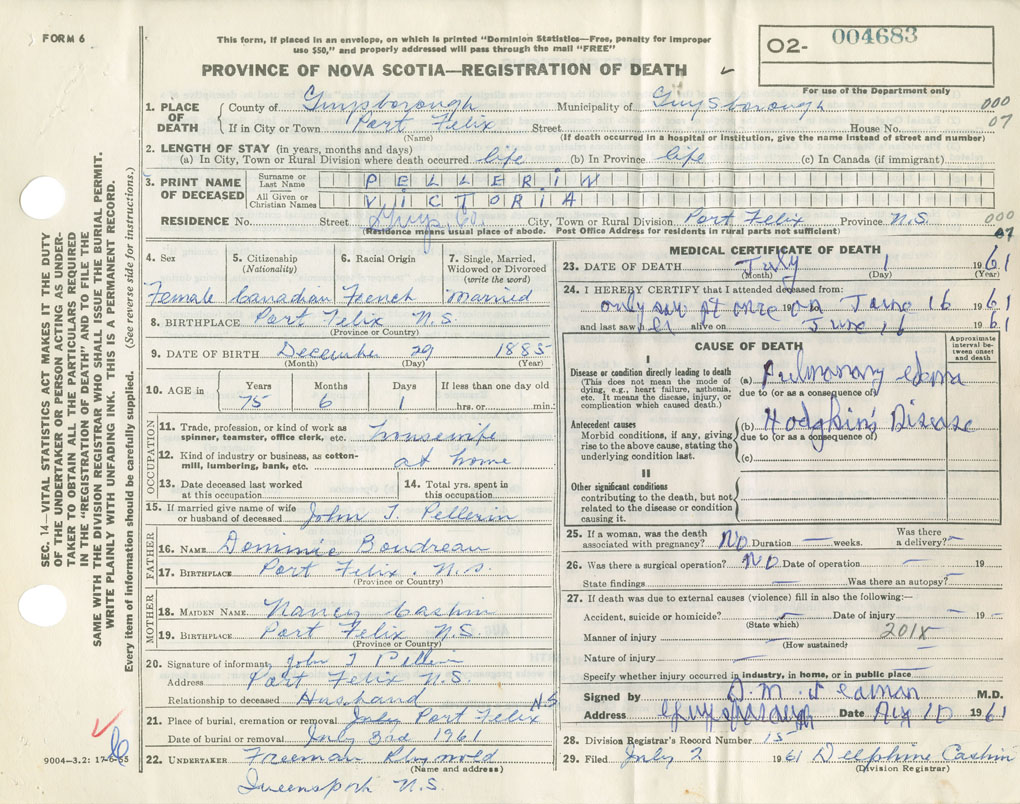 FORM 6
This form, if placed in an envelope, on which is printed "Dominion Statistics—Free, penalty for improper
use $50," and properly addressed will pass through the mail "FREE"
PROVINCE OF NOVA SCOTIA—REGISTRATION OF DEATH
O2- 004683
For use of the Department only
1. PLACE OF DEATH
County of Guysborough Municipality of Guysborough 000
If in City or Town Port Felix Street House No. 07
(Name) (If death occurred in a hospital or institution, give the name instead of street and number)
2. LENGTH OF STAY (in years, months and days)
(a) In City, Town or Rural Division where death occurred life (b) In Province life (c) In Canada (if immigrant)
3. PRINT NAME OF DECEASED
Surname or Last Name PELLERIN
All Given or Christian Names VICTORIA
RESIDENCE No. Street Guys. Co. City, Town or Rural Division Port Felix Province N.S. 000
(Residence means usual place of abode. Post Office Address for residents in rural parts not sufficient) 07
4. Sex
Female
5. Citizenship
(Nationality)
Canadian
6. Racial Origin
French
7. Single, Married, Widowed or Divorced
(write the word)
Married
8. BIRTHPLACE Port Felix N.S.
(Province or Country)
9. DATE OF BIRTH December 29 1885
(Month) (Day) (Year)
10. AGE in Years Months Days If less than one day old
75 6 1 hrs. or min.
OCCUPATION
11. Trade, profession, or kind of work as
spinner, teamster, office clerk, etc. housewife
12. Kind of industry or business, as cotton-
mill, lumbering, bank, etc. at home
13. Date deceased last worked
at this occupation
14. Total yrs. spent in
this occupation
15. If married give name of wife
or husband of deceased John T. Pellerin
FATHER
16. NAME Dominic Boudreau
17. BIRTHPLACE Port Felix. N.S.
(Province or Country)
MOTHER
18. MAIDEN NAME Nancy Cashin
19. BIRTHPLACE Port Felix N.S.
(Province or Country)
20. Signature of informant John T Pellerin
Address Port Felix N.S.
Relationship to deceased Husband
21. Place of burial, cremation or removal Port Felix N S
Date of burial or removal July 3rd 1961
22. UNDERTAKER Freeman Rhynold
(Name and address)
Queensport N.S.
MEDICAL CERTIFICATE OF DEATH
23. DATE OF DEATH July 1 1961
(Month) (Day) (Year)
24. I HEREBY CERTIFY that I attended deceased from:
only saw pt once on June 16 1961
and last saw her alive on June 16 1961
CAUSE OF DEATH
Approximate interval between onset and death
I
Disease or condition directly leading to death
(This does not mean the mode of
dying, e.g., heart failure, asthenia,
etc. It means the disease, injury, or
complication which caused death.)
(a) Pulmonary edema
due to (or as a consequence of)
Antecedent causes
Morbid conditions, if any, giving
rise to the above cause, stating the
underlying condition last.
(b) Hodgkin's Disease
due to (or as a consequence of)
(c)
II
Other significant conditions
contributing to the death, but not
related to the disease or condition
causing it.
25. If a woman, was the death
associated with pregnancy? NO Duration — weeks. Was there
a delivery? —
26. Was there a surgical operation? NO Date of operation — 19
State findings — Was there an autopsy? —
27. If death was due to external causes (violence) fill in also the following:—
Accident, suicide or homicide? — Date of injury — 19 —
(State which)
Manner of injury — 201X
(How sustained)
Nature of injury —
Specify whether injury occurred in industry, in home, or in public place —
Signed by M.D.
Address Guysborough Date 10 1961
28. Division Registrar's Record Number 15
29. Filed July 2 1961 Delphine Cashin
(Division Registrar)
SEC. 14—VITAL STATISTICS ACT MAKES IT THE DUTY
OF THE UNDERTAKER OR PERSON ACTING AS UNDER-
TAKER TO OBTAIN ALL THE PARTICULARS REQUIRED
IN THE "REGISTRATION OF DEATH" AND TO FILE THE
SAME WITH THE DIVISION REGISTRAR WHO SHALL ISSUE THE BURIAL PERMIT.
WRITE PLAINLY WITH UNFADING INK. THIS IS A PERMANENT RECORD.
Every item of information should be carefully supplied. (See reverse side for instructions.)
9004-3.2: